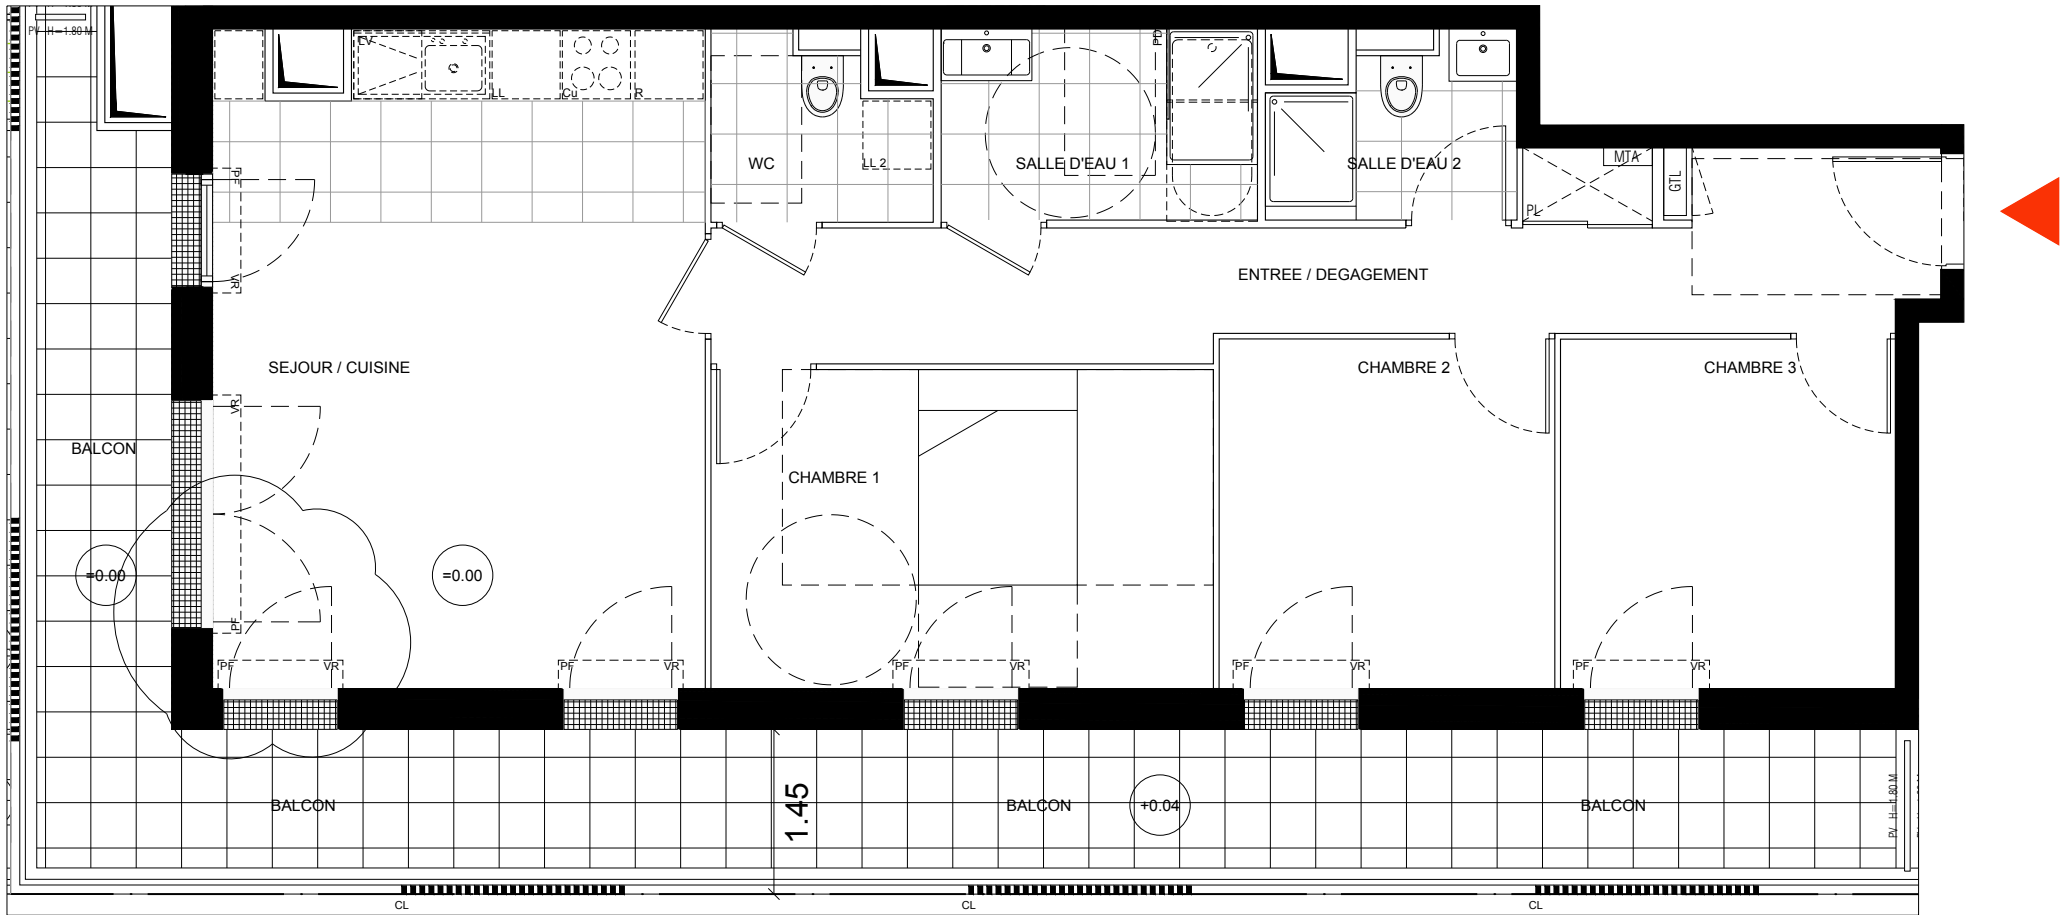 PV H=1.80 M
LV
LL
Cu
R
WC
LL 2
SALLE D'EAU 1
PD
SALLE D'EAU 2
MTA
GTL
PL
PF
VR
ENTREE / DEGAGEMENT
SEJOUR / CUISINE
CHAMBRE 2
CHAMBRE 3
VR
BALCON
CHAMBRE 1
=0.00
=0.00
PF
PF VR
PF VR
PF VR
PF VR
PF VR
BALCON
1.45
BALCON
+0.04
BALCON
PV H=1.80 M
CL
CL
CL